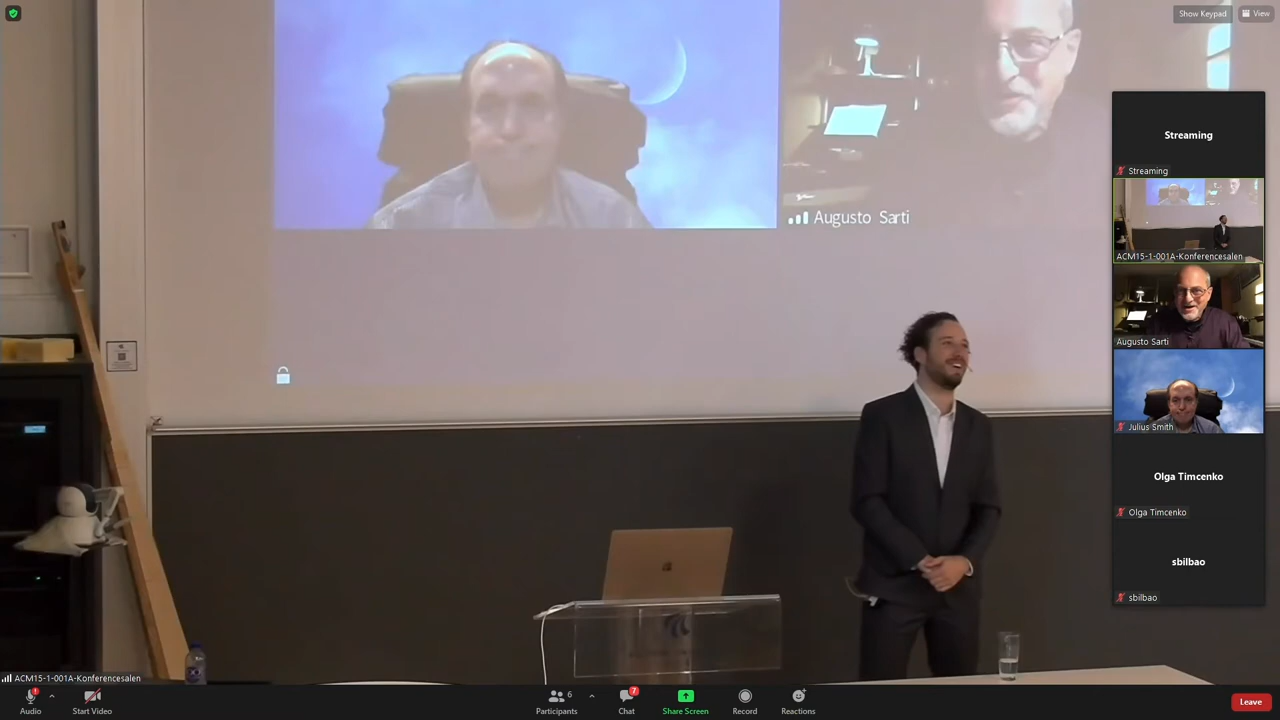 Show Keypad
View
Streaming
Streaming
ACM15-1-001A-Konferencesalen
Augusto Sarti
Augusto Sarti
Julius Smith
Olga Timcenko
Olga Timcenko
sbilbao
sbilbao
ACM15-1-001A-Konferencesalen
Audio
Start Video
6
Participants
7
Chat
Share Screen
Record
Reactions
Leave